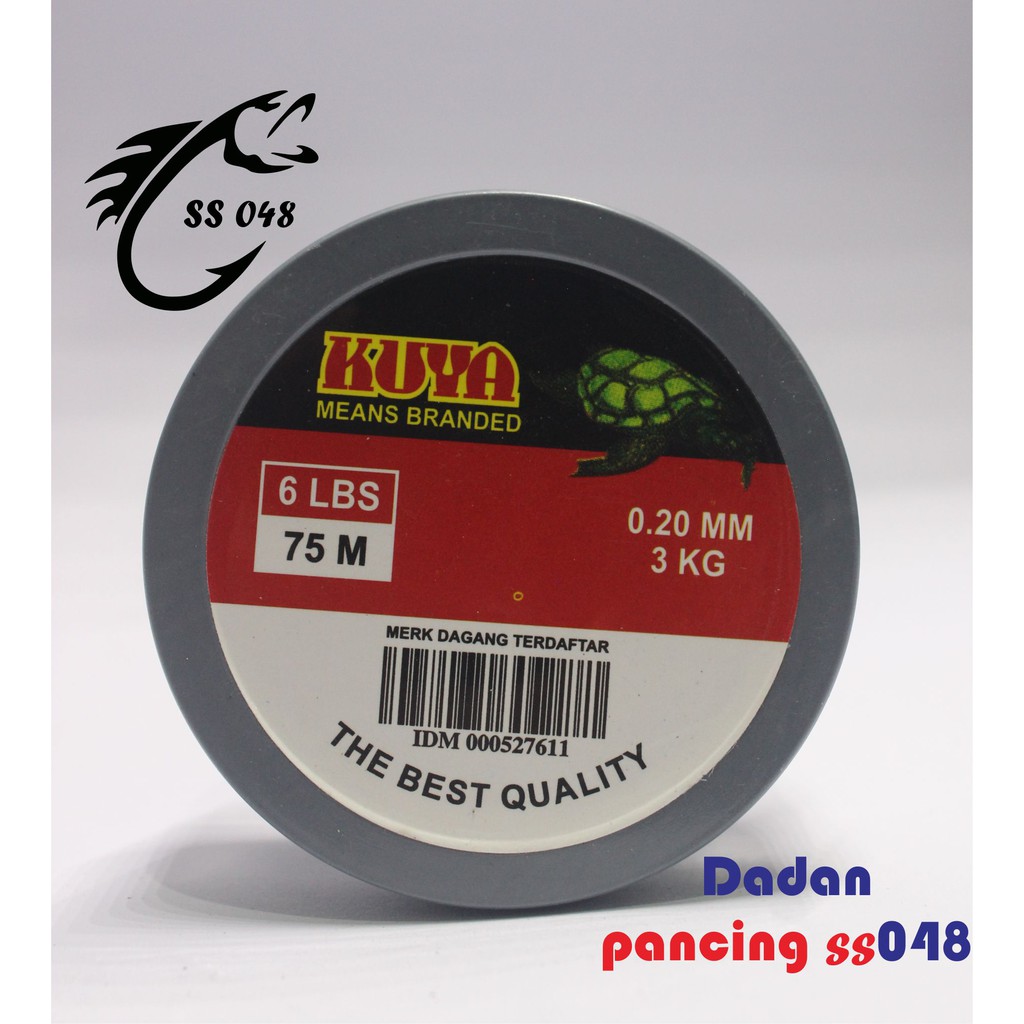 SS 048
KUYA
MEANS BRANDED
6 LBS
75 M
0.20 MM
3 KG
MERK DAGANG TERDAFTAR
IDM 000527611
THE BEST QUALITY
Dadan
pancing ss048